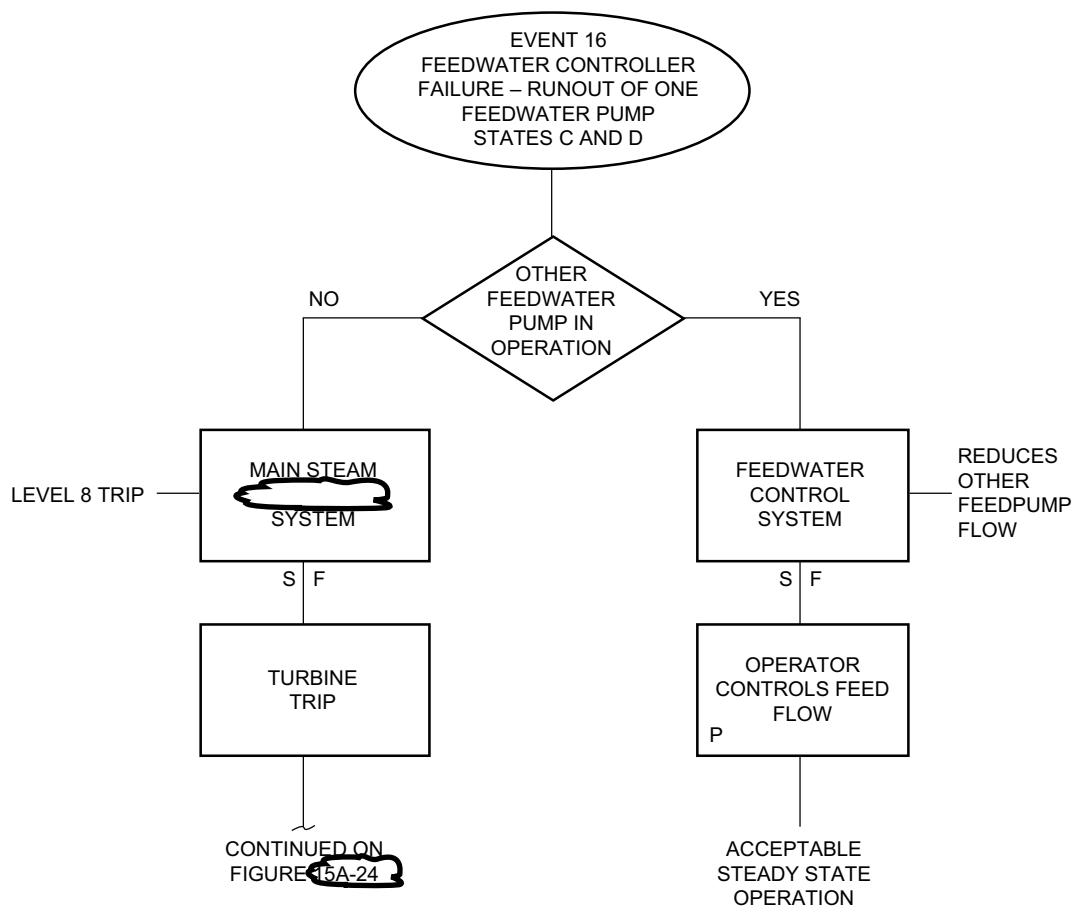 EVENT 16
FEEDWATER CONTROLLER
FAILURE – RUNOUT OF ONE
FEEDWATER PUMP
STATES C AND D
OTHER
FEEDWATER
PUMP IN
OPERATION
NO
YES
LEVEL 8 TRIP
MAIN STEAM
SYSTEM
FEEDWATER
CONTROL
SYSTEM
REDUCES
OTHER
FEEDPUMP
FLOW
S F
S F
TURBINE
TRIP
OPERATOR
CONTROLS FEED
FLOW
P
CONTINUED ON
FIGURE 15A-24
ACCEPTABLE
STEADY STATE
OPERATION